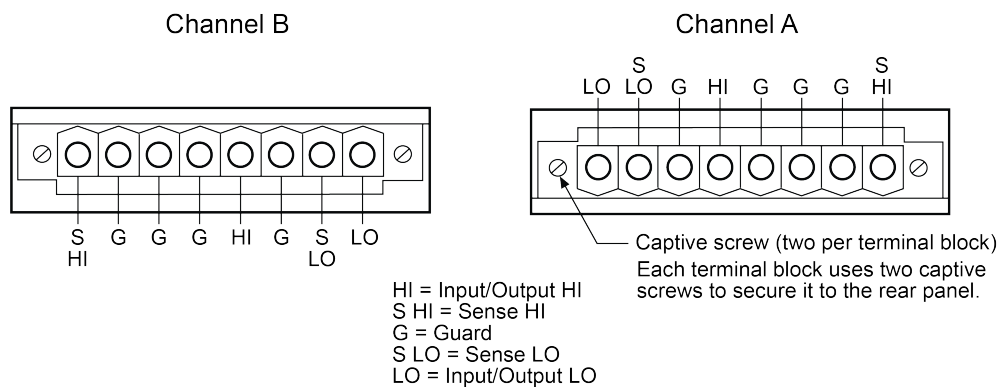 Channel B
Channel A
S
LO LO G HI G G G HI
S
S G G G HI G S LO
HI
LO
Captive screw (two per terminal block)
Each terminal block uses two captive
screws to secure it to the rear panel.
HI = Input/Output HI
S HI = Sense HI
G = Guard
S LO = Sense LO
LO = Input/Output LO